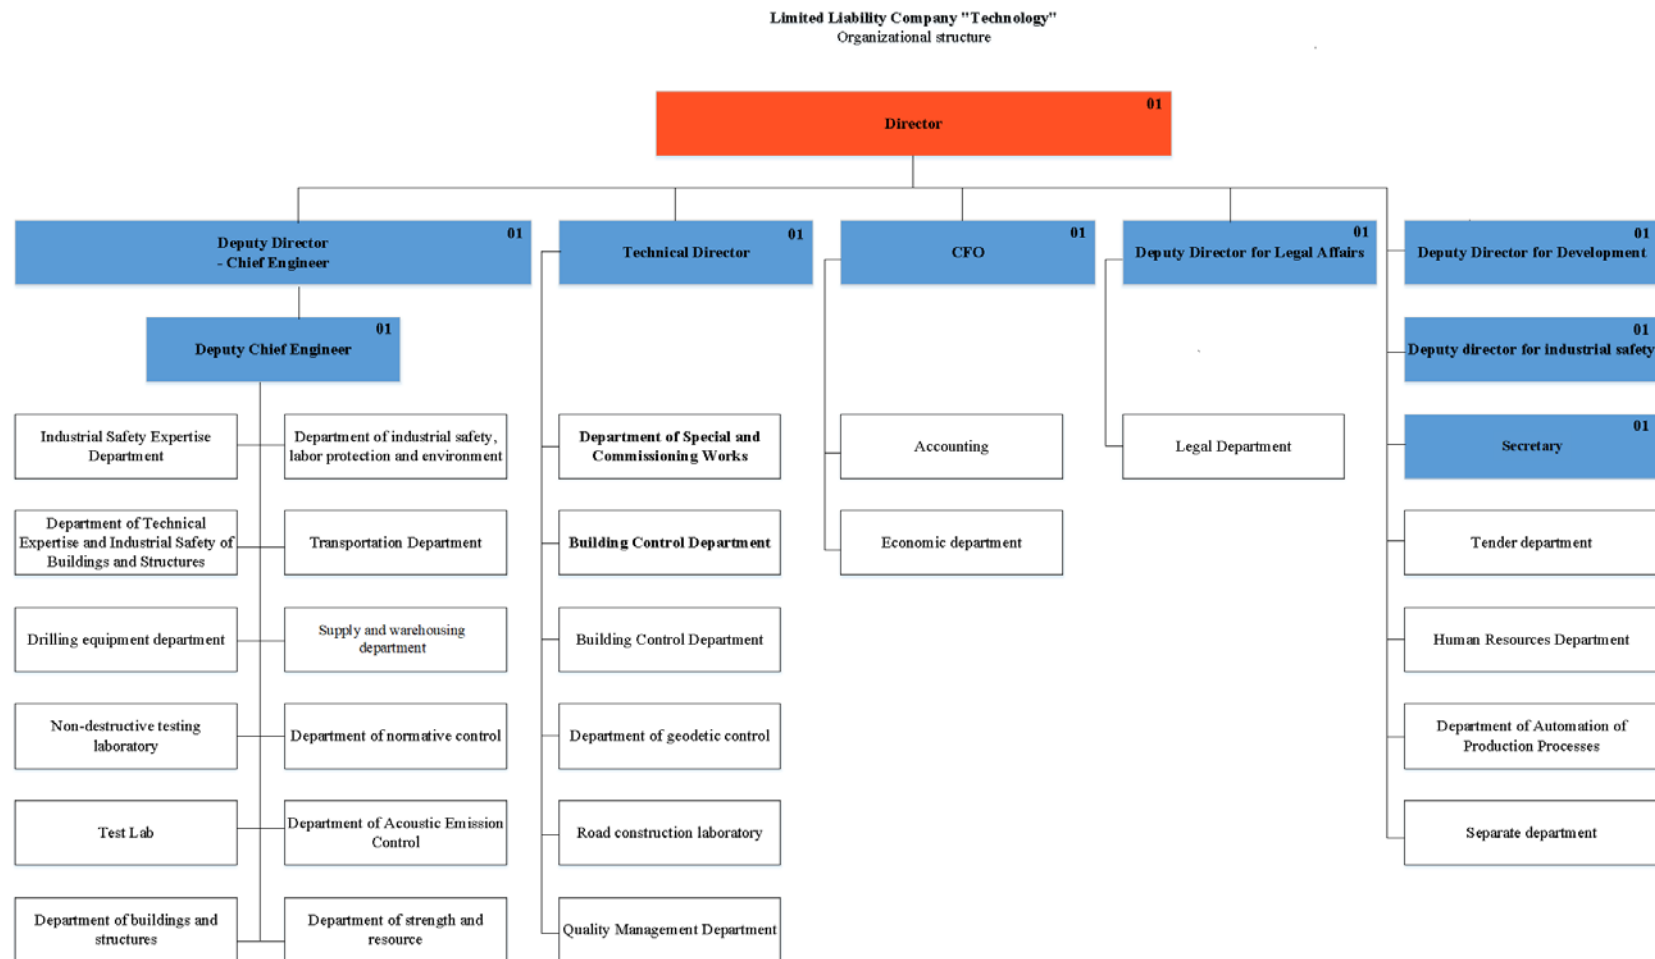 Limited Liability Company "Technology"
Organizational structure
01
Director
01
Deputy Director
- Chief Engineer
01
Technical Director
01
CFO
01
Deputy Director for Legal Affairs
01
Deputy Director for Development
01
Deputy Chief Engineer
01
Deputy director for industrial safety
Industrial Safety Expertise
Department
Department of industrial safety,
labor protection and environment
Department of Special and
Commissioning Works
Accounting
Legal Department
01
Secretary
Department of Technical
Expertise and Industrial Safety of
Buildings and Structures
Transportation Department
Building Control Department
Economic department
Tender department
Drilling equipment department
Supply and warehousing
department
Building Control Department
Human Resources Department
Non-destructive testing
laboratory
Department of normative control
Department of geodetic control
Department of Automation of
Production Processes
Test Lab
Department of Acoustic Emission
Control
Road construction laboratory
Separate department
Department of buildings and
structures
Department of strength and
resource
Quality Management Department